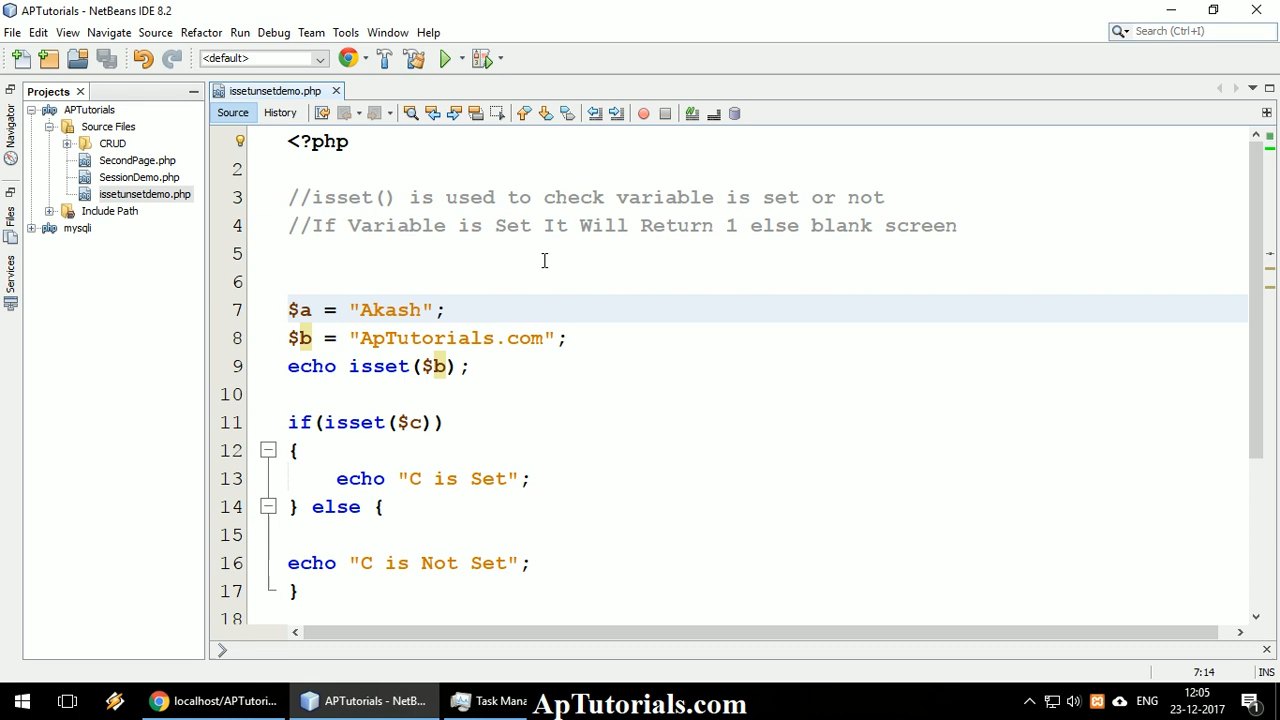 APTutorials - NetBeans IDE 8.2
File Edit View Navigate Source Refactor Run Debug Team Tools Window Help
Search (Ctrl+I)
<default>
Projects
issetunsetdemo.php
Source History
Navigator
Files
Services
APTutorials
Source Files
CRUD
SecondPage.php
SessionDemo.php
issetunsetdemo.php
Include Path
mysqli
<?php
2
3 //isset() is used to check variable is set or not
4 //If Variable is Set It Will Return 1 else blank screen
5
6
7 $a = "Akash";
8 $b = "ApTutorials.com";
9 echo isset($b);
10
11 if(isset($c))
12 {
13 echo "C is Set";
14 } else {
15
16 echo "C is Not Set";
17 }
18
7:14 INS
localhost/APTutori...
APTutorials - NetB...
Task Mana
ApTutorials.com
ENG
12:05
23-12-2017
1